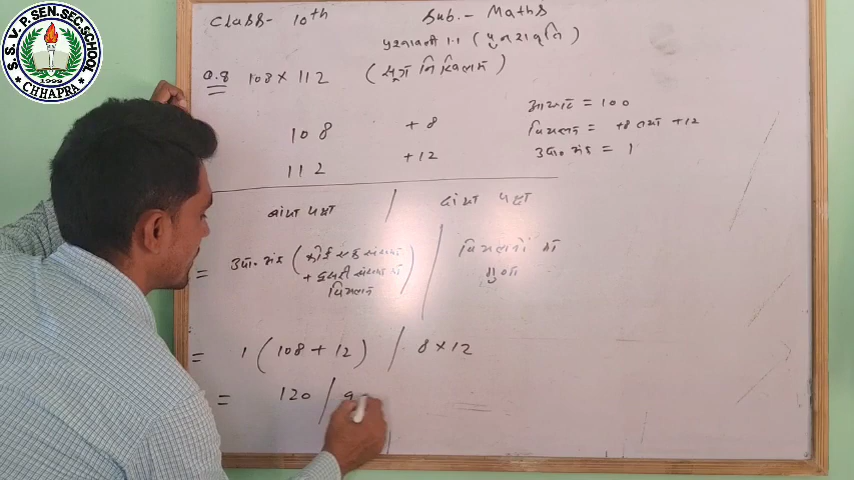 S. S. V. P. SEN. SEC. SCHOOL
1999
CHHAPRA
Class- 10th Sub.- Maths
प्रश्नावली 1.1 ( पुनरावृति )
Q.8 108 × 112 ( सूत्र निखिलम )
आधार = 100
108 +8 विचलन = +8 तथा +12
112 +12 उपा. अंक = 1
बांया पक्ष / दांया पक्ष
= उपा. अंक ( कोई एक संख्या + दूसरी संख्या का विचलन ) / विचलनों का गुणा
= 1 ( 108 + 12 ) / 8 × 12
= 120 / 9